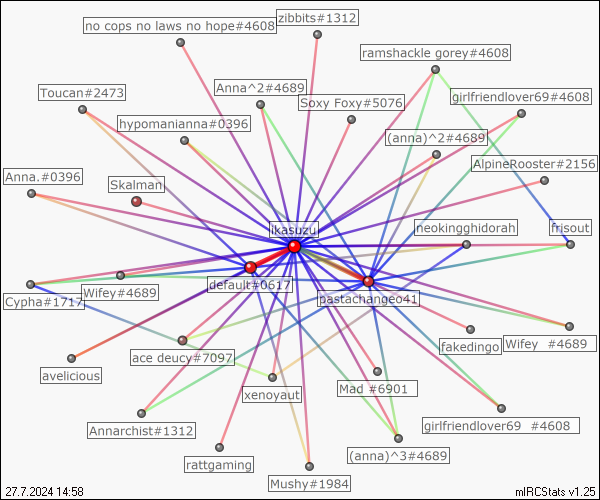 zibbits#1312
no cops no laws no hope#4608
ramshackle gorey#4608
Toucan#2473
Anna^2#4689
Soxy Foxy#5076
girlfriendlover69#4608
hypomanianna#0396
(anna)^2#4689
AlpineRooster#2156
Anna.#0396
Skalman
ikasuzu
neokingghidorah
frisout
default#0617
pastachangeo41
Cypha#1717
Wifey#4689
ace deucy#7097
fakedingo
Wifey #4689
avelicious
xenoyaut
Mad #6901
Annarchist#1312
girlfriendlover69 #4608
rattgaming
(anna)^3#4689
Mushy#1984
27.7.2024 14:58
mIRCStats v1.25